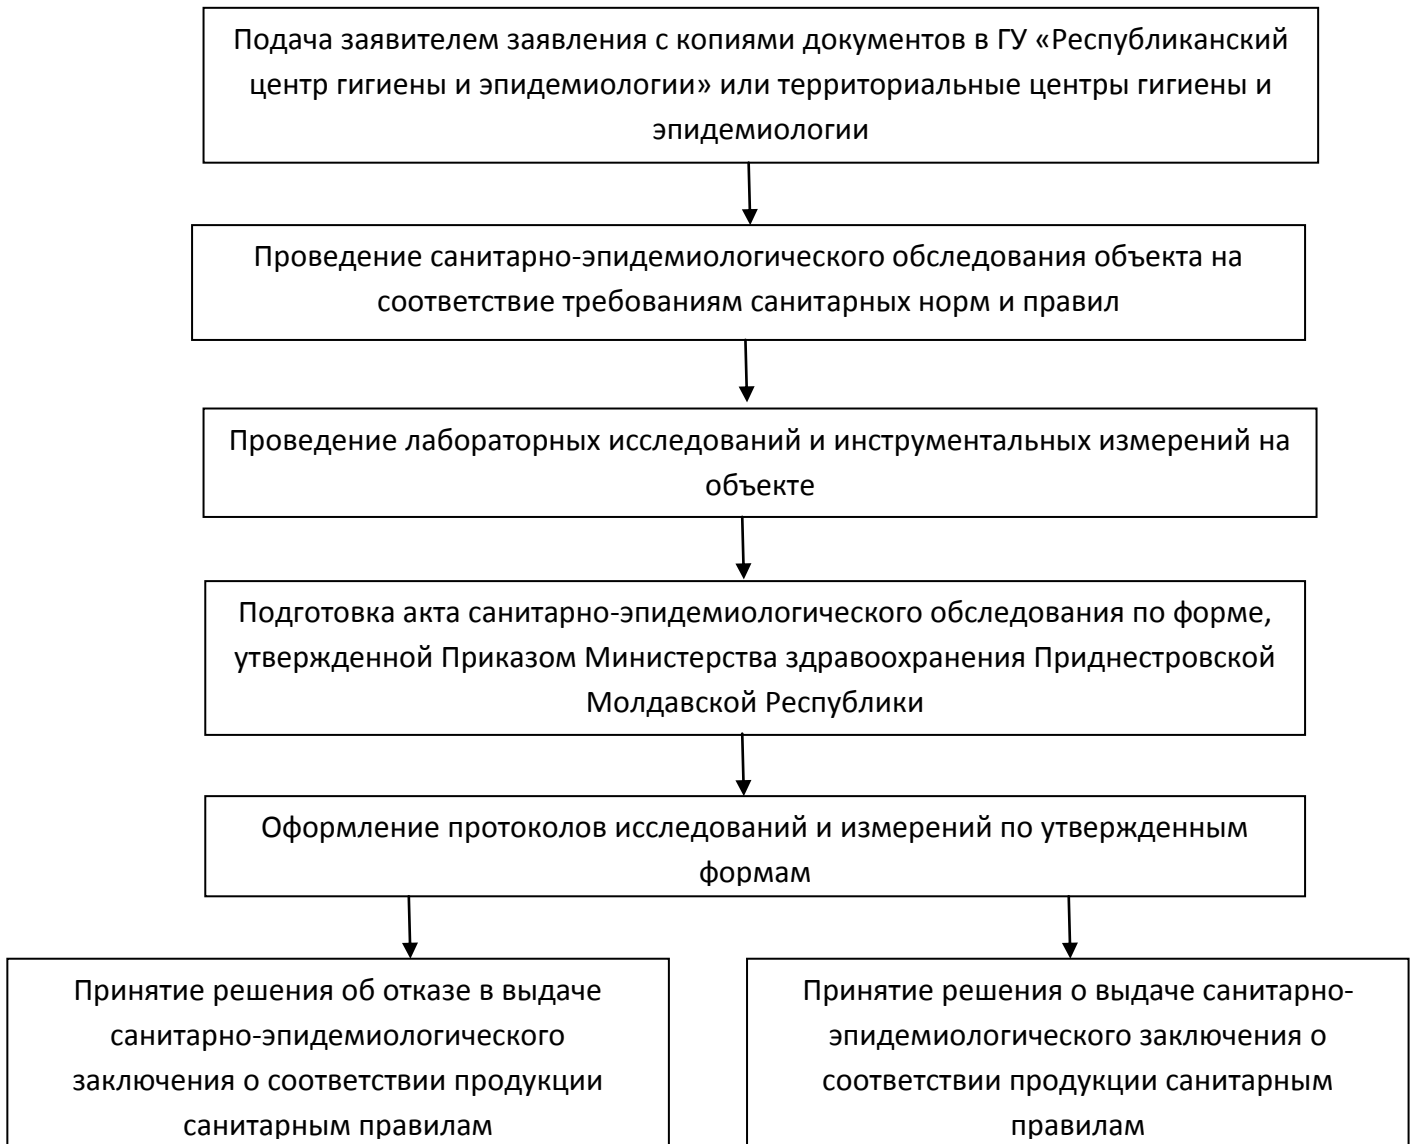 Подача заявителем заявления с копиями документов в ГУ «Республиканский
центр гигиены и эпидемиологии» или территориальные центры гигиены и
эпидемиологии
Проведение санитарно-эпидемиологического обследования объекта на
соответствие требованиям санитарных норм и правил
Проведение лабораторных исследований и инструментальных измерений на
объекте
Подготовка акта санитарно-эпидемиологического обследования по форме,
утвержденной Приказом Министерства здравоохранения Приднестровской
Молдавской Республики
Оформление протоколов исследований и измерений по утвержденным
формам
Принятие решения об отказе в выдаче
санитарно-эпидемиологического
заключения о соответствии продукции
санитарным правилам
Принятие решения о выдаче санитарно-
эпидемиологического заключения о
соответствии продукции санитарным
правилам